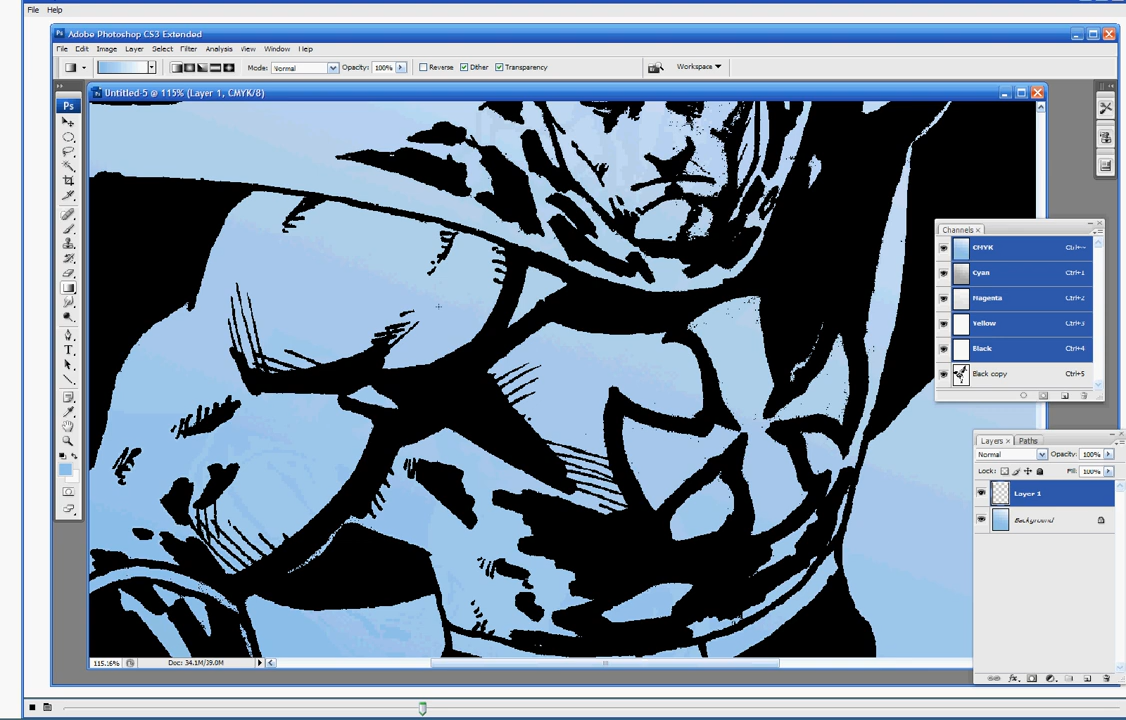 File Help
Adobe Photoshop CS3 Extended
File Edit Image Layer Select Filter Analysis View Window Help
Mode: Normal Opacity: 100% Reverse Dither Transparency Workspace
Untitled-5 @ 115% (Layer 1, CMYK/8)
Ps
Channels x
CMYK
Cyan Ctrl+1
Magenta Ctrl+2
Yellow Ctrl+3
Black Ctrl+4
Back copy Ctrl+5
Layers x Paths
Normal Opacity: 100%
Lock: Fill: 100%
Layer 1
Background
115.16% Doc: 34.1M/39.0M